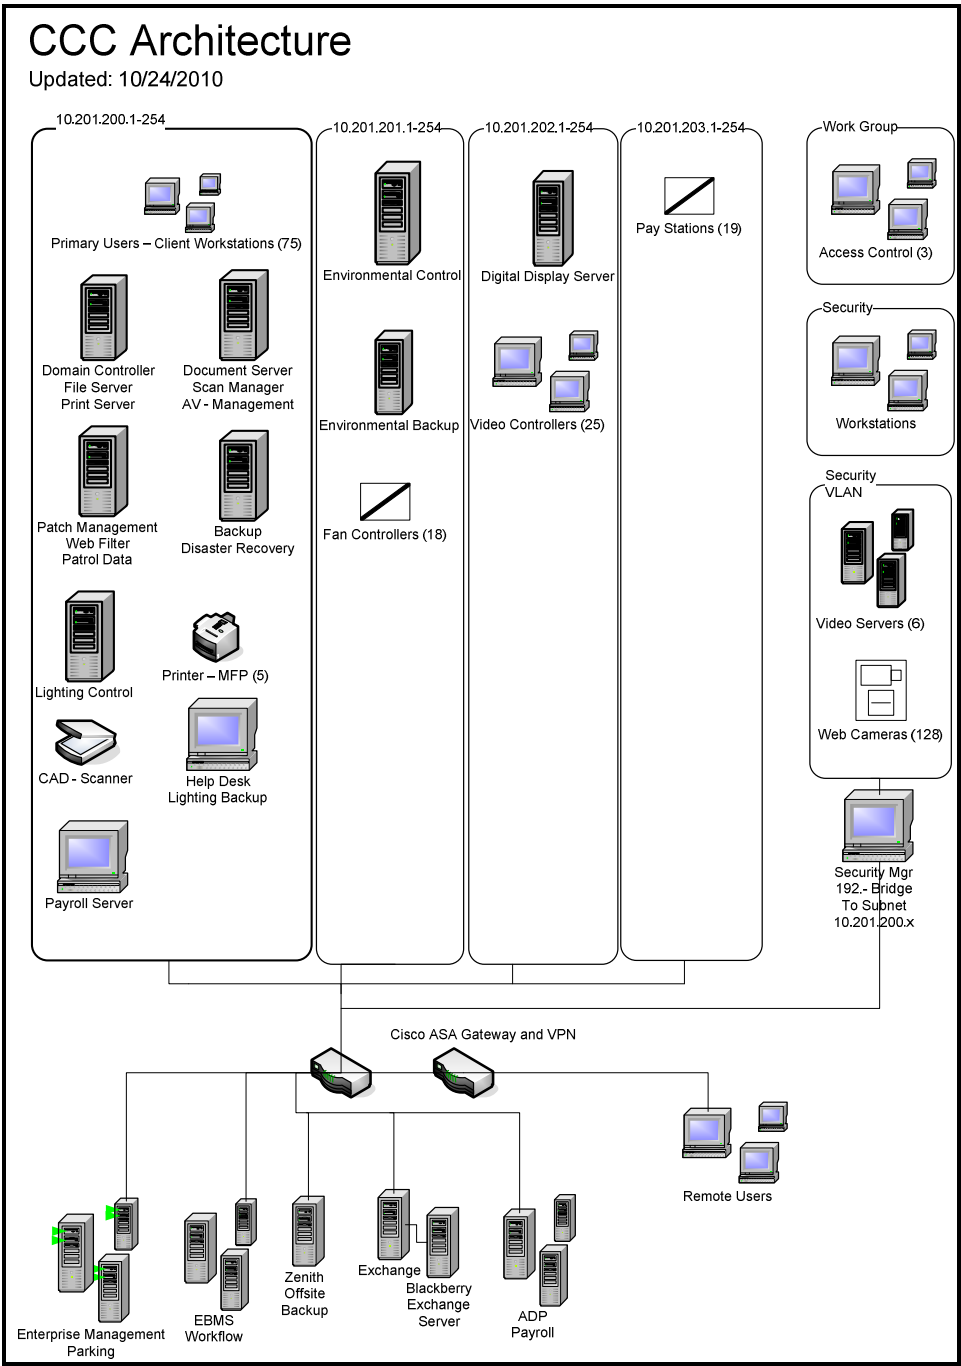 CCC Architecture
Updated: 10/24/2010
10.201.200.1-254
Primary Users – Client Workstations (75)
Domain Controller
File Server
Print Server
Document Server
Scan Manager
AV - Management
Patch Management
Web Filter
Patrol Data
Backup
Disaster Recovery
Lighting Control
Printer – MFP (5)
CAD - Scanner
Help Desk
Lighting Backup
Payroll Server
10.201.201.1-254
Environmental Control
Environmental Backup
Fan Controllers (18)
10.201.202.1-254
Digital Display Server
Video Controllers (25)
10.201.203.1-254
Pay Stations (19)
Work Group
Access Control (3)
Security
Workstations
Security
VLAN
Video Servers (6)
Web Cameras (128)
Security Mgr
192.- Bridge
To Subnet
10.201.200.x
Cisco ASA Gateway and VPN
Remote Users
Enterprise Management
Parking
EBMS
Workflow
Zenith
Offsite
Backup
Exchange
Blackberry
Exchange
Server
ADP
Payroll